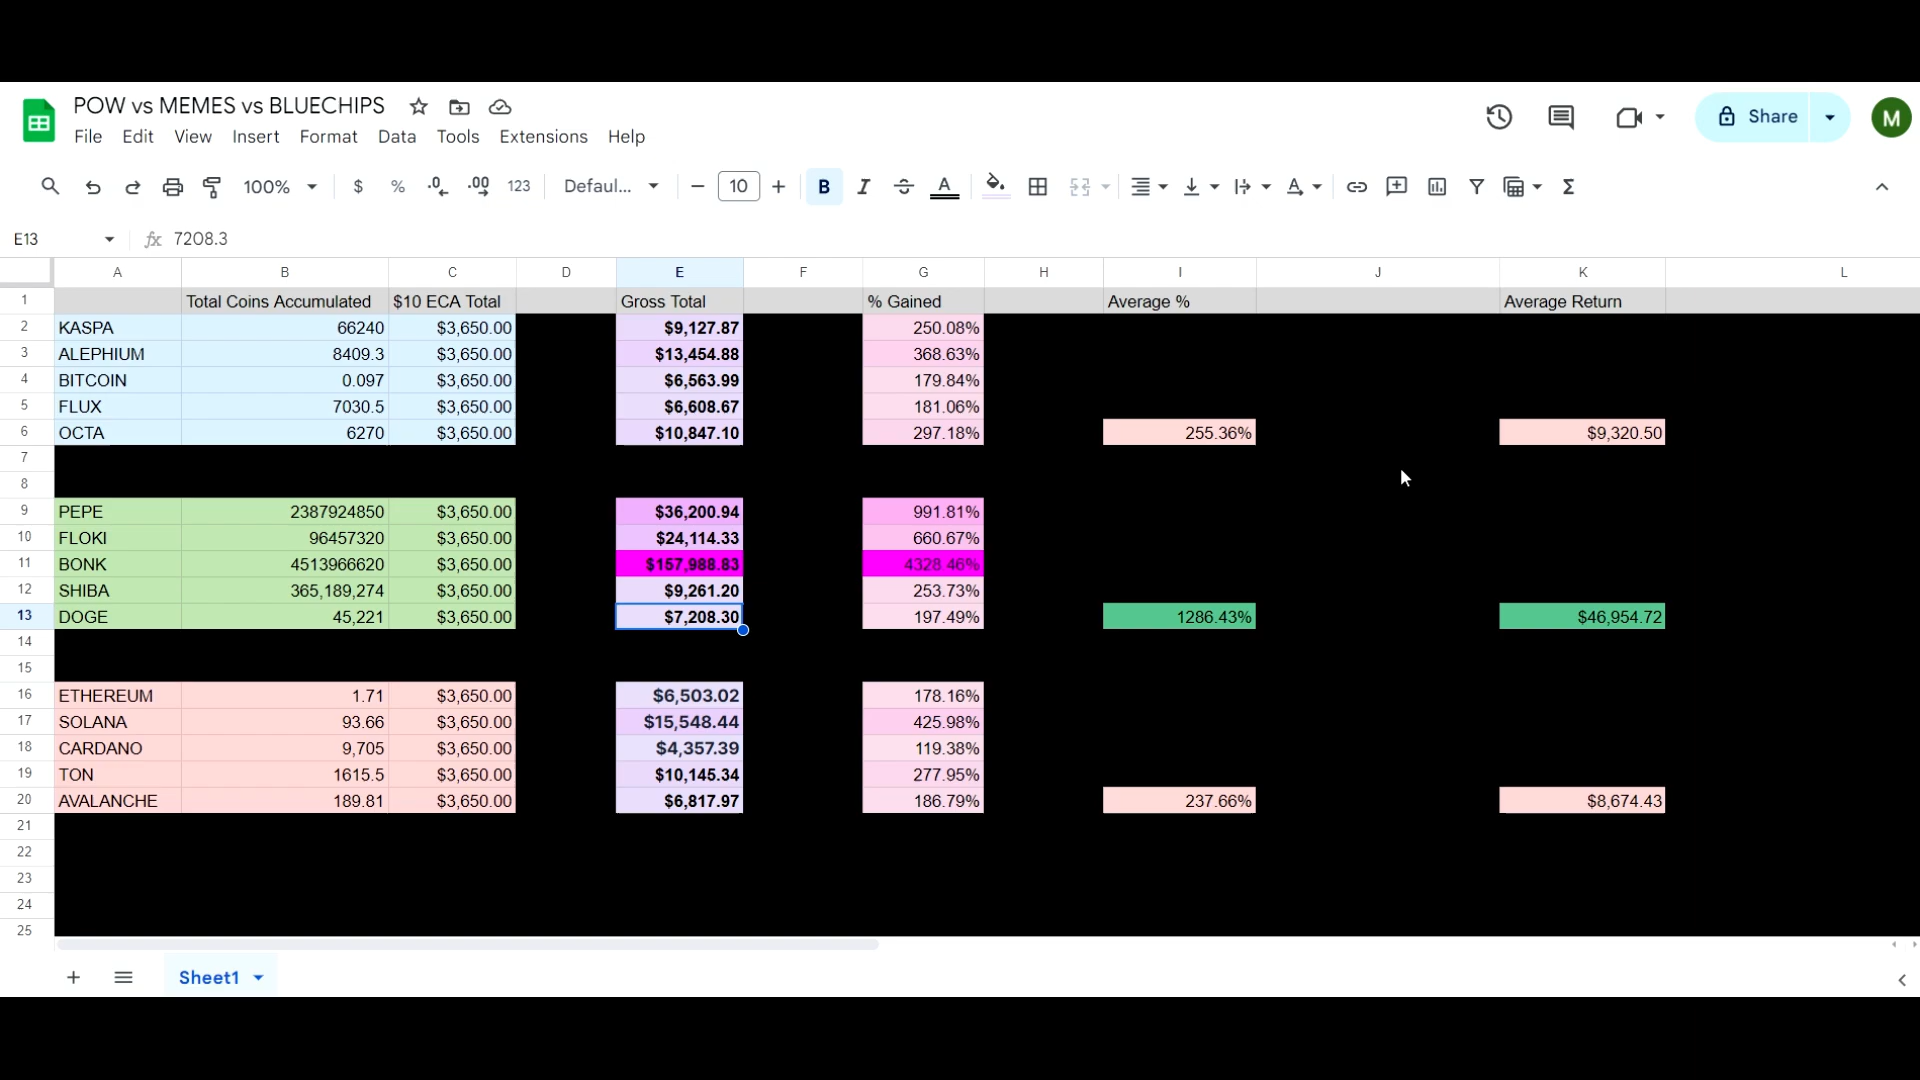 POW vs MEMES vs BLUECHIPS
File Edit View Insert Format Data Tools Extensions Help
Share
M
100% $ % .0 .00 123 Defaul... − 10 + B I S A Σ
E13 fx 7208.3
A B C D E F G H I J K L
1 Total Coins Accumulated $10 ECA Total Gross Total % Gained Average % Average Return
2 KASPA 66240 $3,650.00 $9,127.87 250.08%
3 ALEPHIUM 8409.3 $3,650.00 $13,454.88 368.63%
4 BITCOIN 0.097 $3,650.00 $6,563.99 179.84%
5 FLUX 7030.5 $3,650.00 $6,608.67 181.06%
6 OCTA 6270 $3,650.00 $10,847.10 297.18% 255.36% $9,320.50
7
8
9 PEPE 2387924850 $3,650.00 $36,200.94 991.81%
10 FLOKI 96457320 $3,650.00 $24,114.33 660.67%
11 BONK 4513966620 $3,650.00 $157,988.83 4328.46%
12 SHIBA 365,189,274 $3,650.00 $9,261.20 253.73%
13 DOGE 45,221 $3,650.00 $7,208.30 197.49% 1286.43% $46,954.72
14
15
16 ETHEREUM 1.71 $3,650.00 $6,503.02 178.16%
17 SOLANA 93.66 $3,650.00 $15,548.44 425.98%
18 CARDANO 9,705 $3,650.00 $4,357.39 119.38%
19 TON 1615.5 $3,650.00 $10,145.34 277.95%
20 AVALANCHE 189.81 $3,650.00 $6,817.97 186.79% 237.66% $8,674.43
21
22
23
24
25
Sheet1